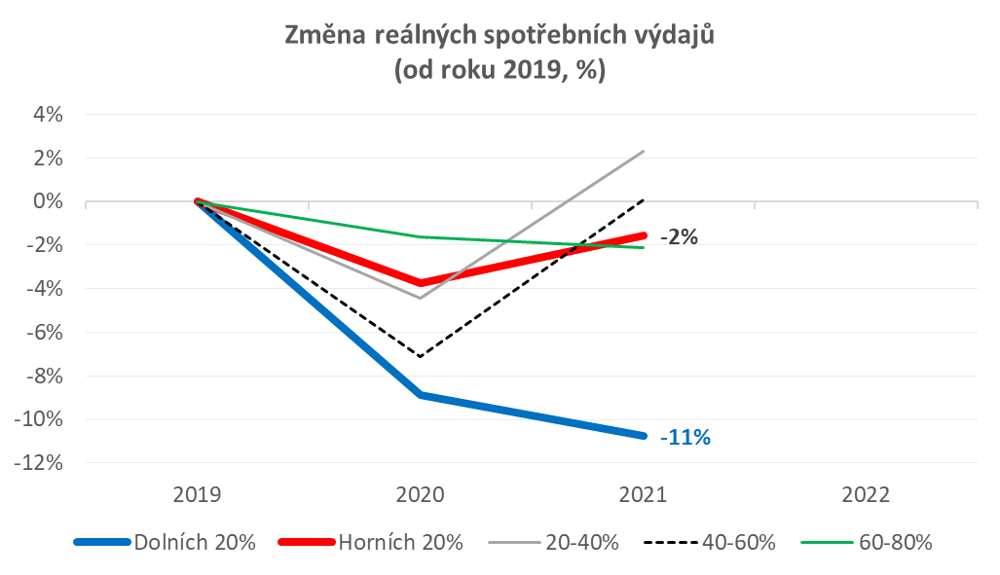 Změna reálných spotřebních výdajů
(od roku 2019, %)
4%
2%
0%
-2%
-4%
-6%
-8%
-10%
-12%
-2%
-11%
2019 2020 2021 2022
Dolních 20% Horních 20% 20-40% 40-60% 60-80%